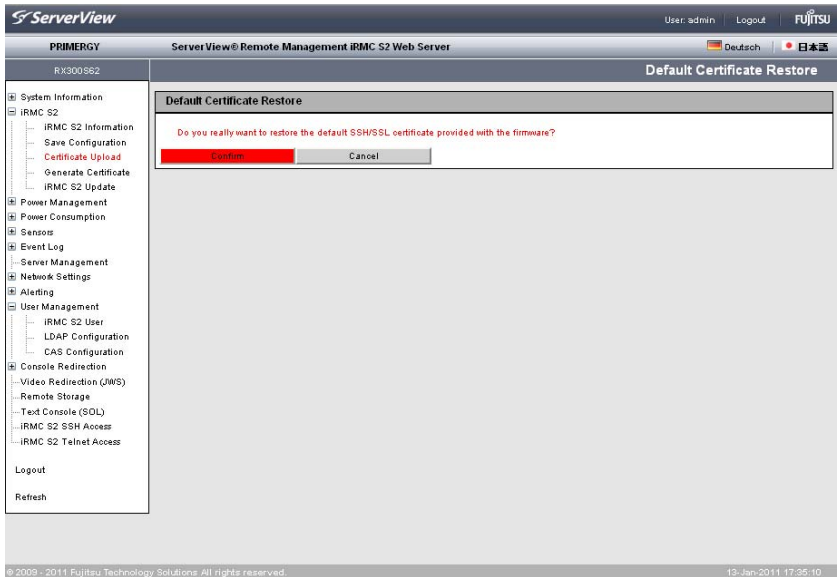 ServerView
User: admin Logout FUJITSU
PRIMERGY
ServerView® Remote Management iRMC S2 Web Server
Deutsch 日本語
RX300S62
Default Certificate Restore
System Information
iRMC S2
iRMC S2 Information
Save Configuration
Certificate Upload
Generate Certificate
iRMC S2 Update
Power Management
Power Consumption
Sensors
Event Log
Server Management
Network Settings
Alerting
User Management
iRMC S2 User
LDAP Configuration
CAS Configuration
Console Redirection
Video Redirection (JWS)
Remote Storage
Text Console (SOL)
iRMC S2 SSH Access
iRMC S2 Telnet Access
Logout
Refresh
Default Certificate Restore
Do you really want to restore the default SSH/SSL certificate provided with the firmware?
Confirm Cancel
© 2009 - 2011 Fujitsu Technology Solutions All rights reserved.
13-Jan-2011 17:35:10